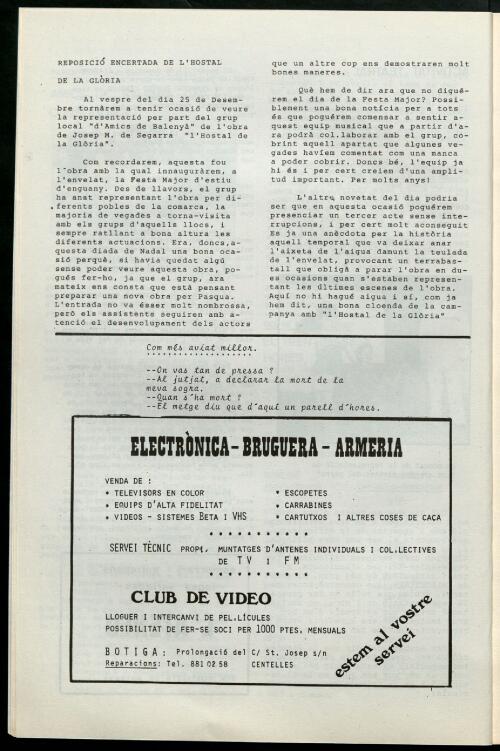 REPOSICIÓ ENCERTADA DE L'HOSTAL
DE LA GLÒRIA
Al vespre del dia 25 de Desem-
bre tornàrem a tenir ocasió de veure
la representació per part del grup
local "d'Amics de Balenyà" de l'obra
de Josep M. de Segarra "l'Hostal de
la Glòria".
Com recordarem, aquesta fou
l'obra amb la qual innauguràren, a
l'envelat, la Festa Major d'estiu
d'enguany. Des de llavors, el grup
ha anat representant l'obra per di-
ferents pobles de la comarca, la
majoria de vegades a torna-visita
amb els grups d'aquells llocs, i
sempre ratllant a bona altura les
diferents actuacions. Era, doncs,a-
questa diada de Nadal una bona oca-
sió perquè, si havia quedat algú
sense poder veure aquesta obra, po-
gués fer-ho, ja que el grup, ara
mateix ens consta que està pensant
preparar una nova obra per Pasqua.
L'entrada no va ésser molt nombrosa,
però els assistents seguiren amb a-
tenció el desenvolupament dels actors
que un altre cop ens demostraren molt
bones maneres.
Què hem de dir ara que no digué-
rem el dia de la Festa Major? Possi-
blement una bona notícia per a tots
és que poguérem comensar a sentir a-
quest equip musical que a partir d'a-
ra podrà col.laborar amb el grup, co-
brint aquell apartat que algunes ve-
gades havíem comentat com una manca
a poder cobrir. Doncs bé, l'equip ja
hi és i per cert creiem d'una ampli-
tud important. Per molts anys!
L'altra novetat del dia podria
ser que en aquesta ocasió poguérem
presenciar un tercer acte sense inte-
rrupcions, i per cert molt aconseguit
Es ja una anècdota per la història
aquell temporal que va deixar anar
l'aixeta de l'aigua damunt la teulada
de l'envelat, provocant un terrabas-
tall que obligà a parar l'obra en du-
es ocasions quan s'estaben represen-
tant les últimes escenes de l'obra.
Aquí no hi hagué aigua i sí, com ja
hem dit, una bona cloenda de la cam-
panya amb "l'Hostal de la Glòria"
Com més aviat millor.
--On vas tan de pressa ?
--Al jutjat, a declarar la mort de la
meva sogra.
--Quan s'ha mort ?
--El metge diu que d'aquí un parell d'hores.
ELECTRÒNICA - BRUGUERA - ARMERIA
VENDA DE :
* TELEVISORS EN COLOR
* EQUIPS D'ALTA FIDELITAT
* VIDEOS - SISTEMES BETA I VHS
* ESCOPETES
* CARRABINES
* CARTUTXOS I ALTRES COSES DE CAÇA
* * * * * * * * * * *
SERVEI TÈCNIC PROPI, MUNTATGES D'ANTENES INDIVIDUALS I COL.LECTIVES
DE TV I FM
* * * * * * * * * * *
CLUB DE VIDEO
LLOGUER I INTERCANVI DE PEL.LÍCULES
POSSIBILITAT DE FER-SE SOCI PER 1000 PTES. MENSUALS
BOTIGA: Prolongació del C/ St. Josep s/n
Reparacions: Tel. 881 02 58 CENTELLES
estem al vostre
servei